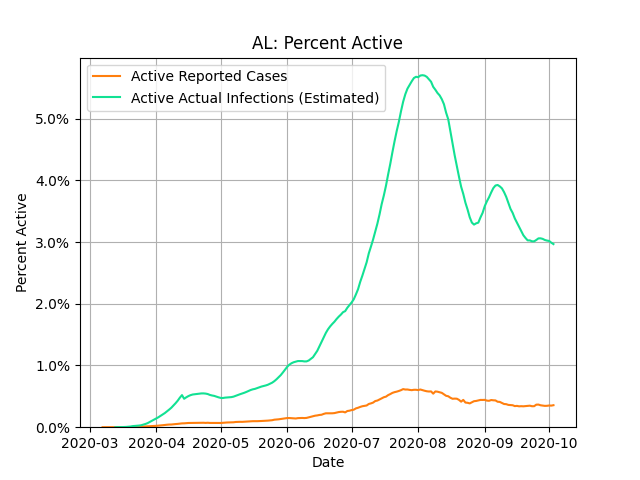 AL: Percent Active
Active Reported Cases
Active Actual Infections (Estimated)
Percent Active
5.0%
4.0%
3.0%
2.0%
1.0%
0.0%
2020-03 2020-04 2020-05 2020-06 2020-07 2020-08 2020-09 2020-10
Date